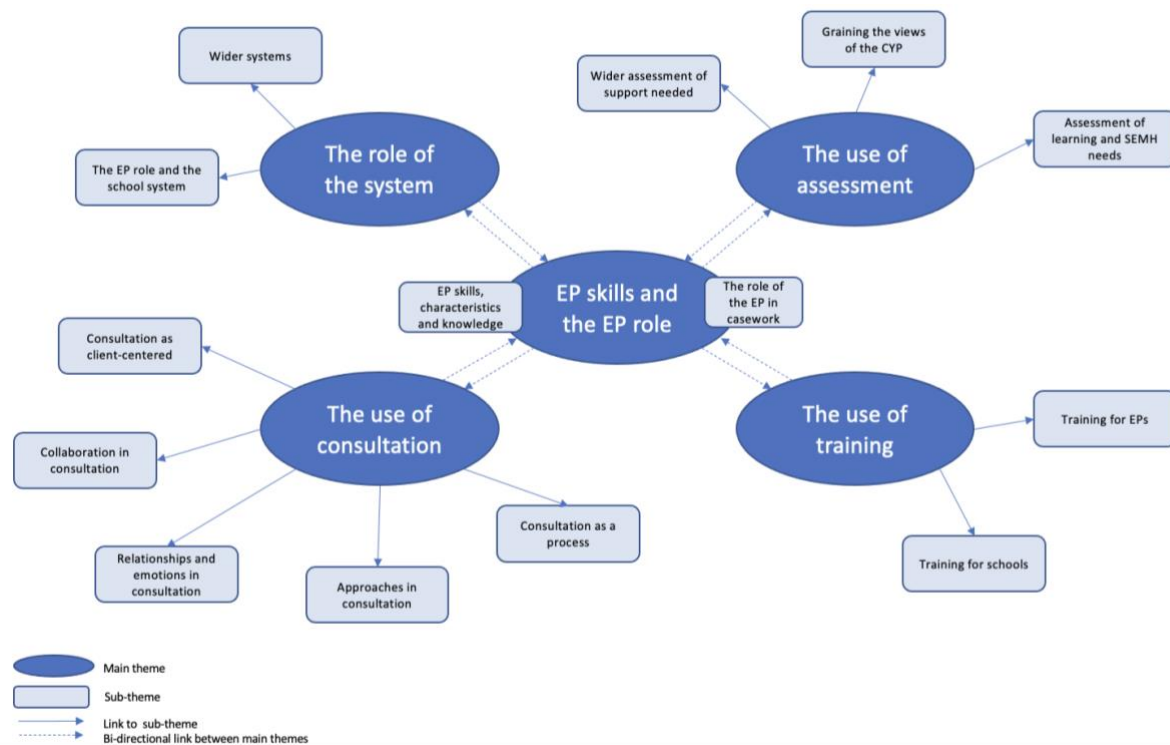 Graining the views
of the CYP
Wider systems
Wider assessment of
support needed
Assessment of
learning and SEMH
needs
The role of
the system
The use of
assessment
The EP role and the
school system
EP skills,
characteristics
and knowledge
EP skills and
the EP role
The role of
the EP in
casework
Consultation as
client-centered
The use of
consultation
The use of
training
Training for EPs
Collaboration in
consultation
Consultation as a
process
Relationships and
emotions in
consultation
Approaches in
consultation
Training for schools
Main theme
Sub-theme
Link to sub-theme
Bi-directional link between main themes